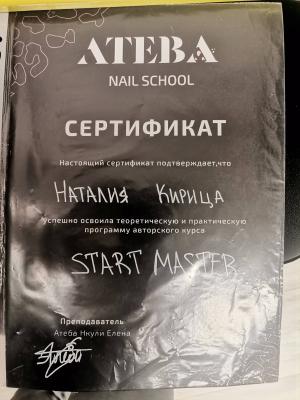 ATEBA
NAIL SCHOOL
СЕРТИФИКАТ
Настоящий сертификат подтверждает,что
НАТАЛИЯ КИРИЦА
успешно освоила теоретическую и практическую
программу авторского курса
START MASTER
Преподаватель
Атеба Нкули Елена